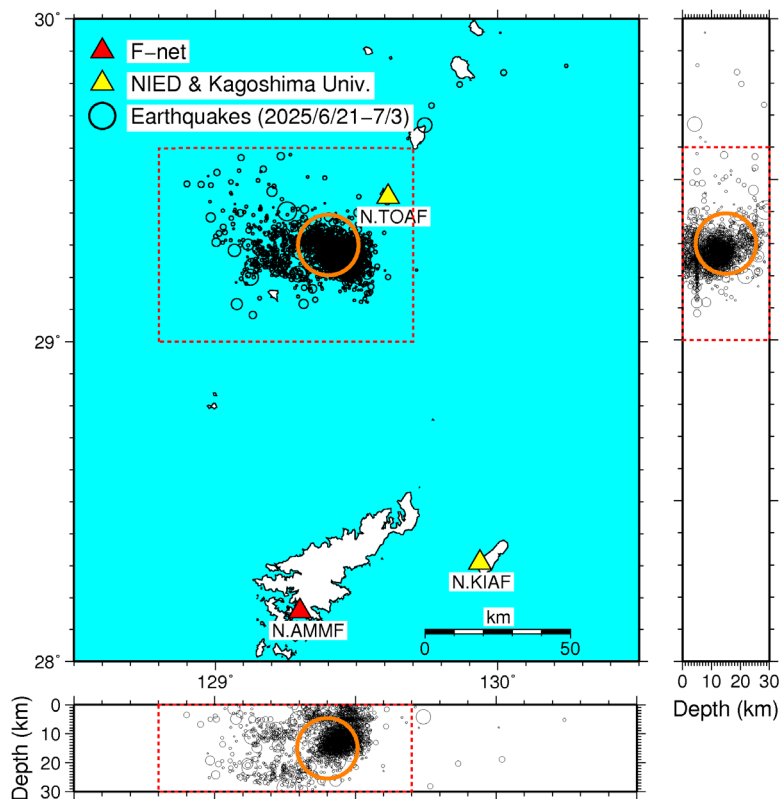 30˚
F−net
NIED & Kagoshima Univ.
Earthquakes (2025/6/21−7/3)
N.TOAF
29˚
N.KIAF
N.AMMF
km
0 50
28˚
129˚ 130˚
0 10 20 30
Depth (km)
Depth (km)
0
10
20
30